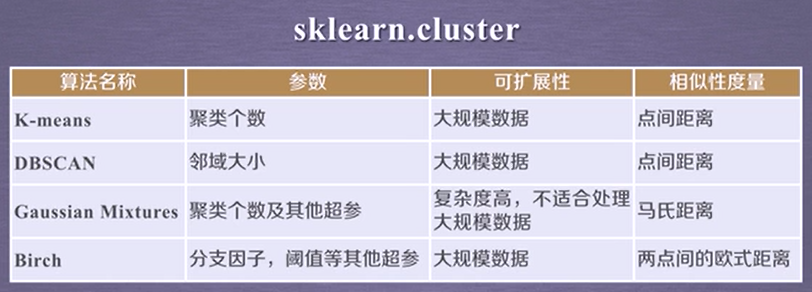 sklearn.cluster
算法名称 参数 可扩展性 相似性度量
K-means 聚类个数 大规模数据 点间距离
DBSCAN 邻域大小 大规模数据 点间距离
Gaussian Mixtures 聚类个数及其他超参 复杂度高，不适合处理 马氏距离
大规模数据
Birch 分支因子，阈值等其他超参 大规模数据 两点间的欧式距离